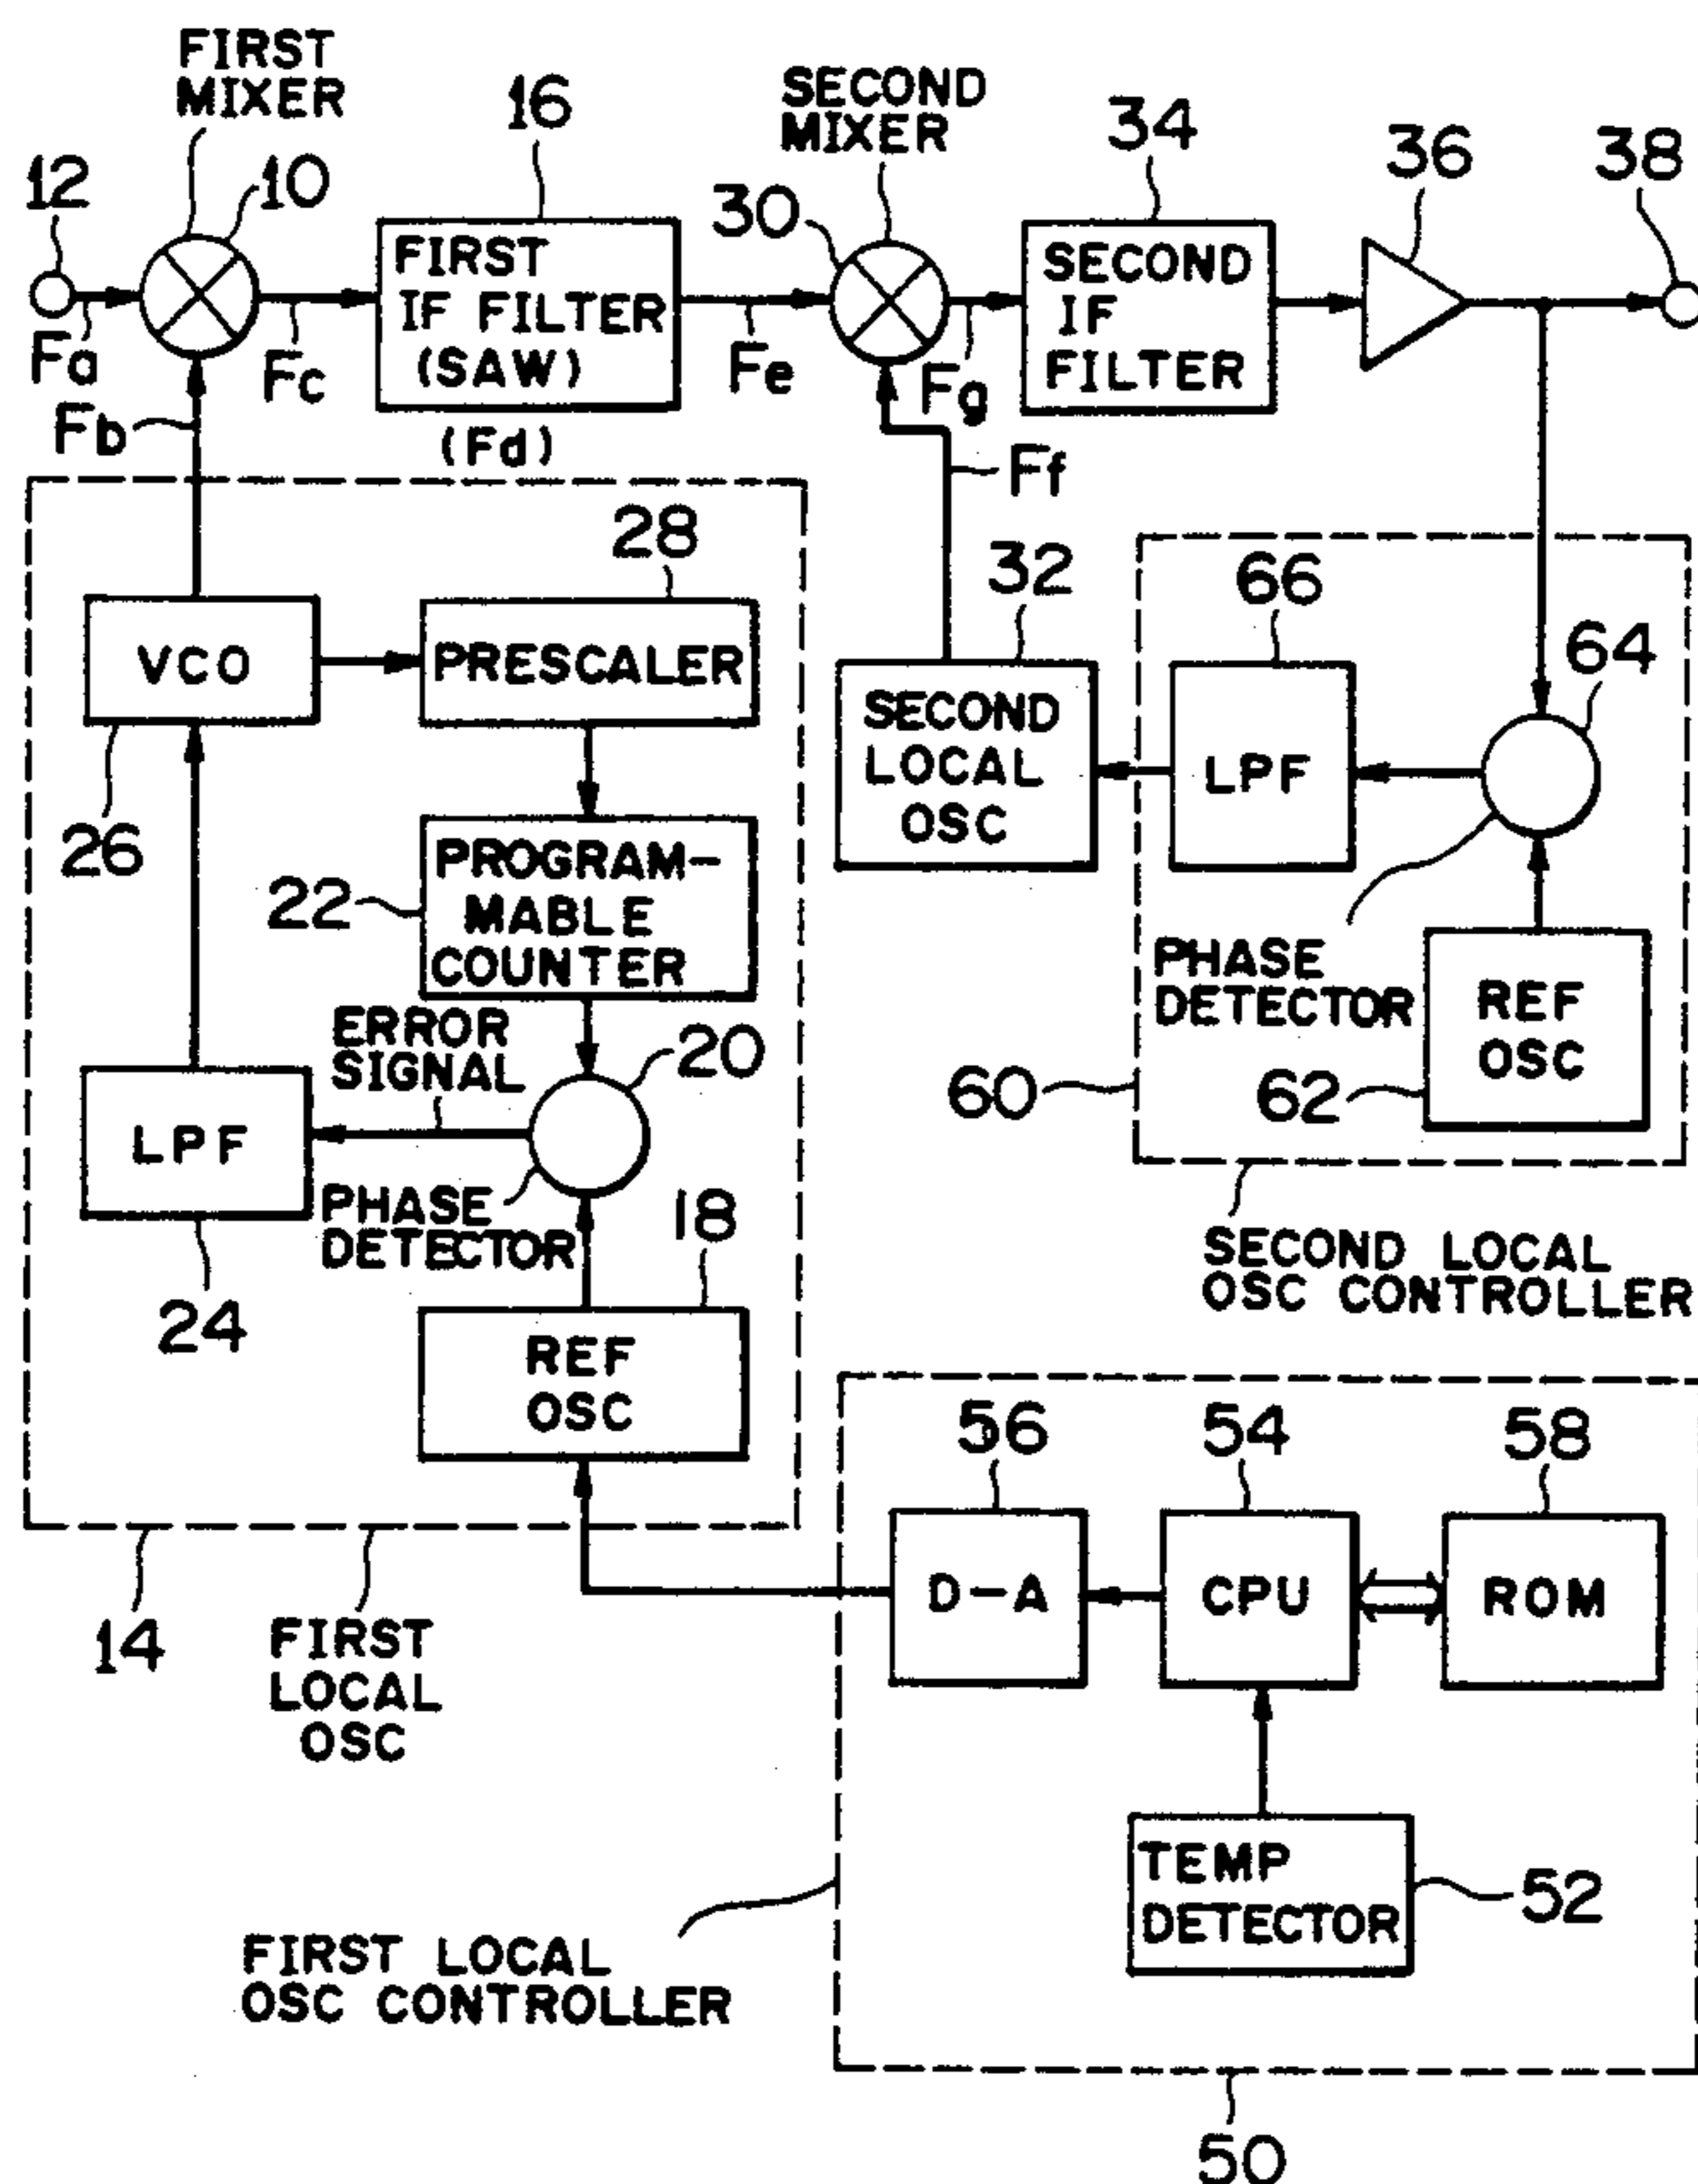 FIRST
MIXER
SECOND
MIXER
12
10
16
30
34
36
38
FIRST
IF FILTER
(SAW)
SECOND
IF
FILTER
Fa
Fb
Fc
(Fd)
Fe
Fg
Ff
28
VCO
PRESCALER
26
32
SECOND
LOCAL
OSC
66
LPF
64
22
PROGRAM-
MABLE
COUNTER
PHASE
DETECTOR
REF
OSC
60
62
ERROR
SIGNAL
20
LPF
PHASE
DETECTOR
24
18
REF
OSC
SECOND LOCAL
OSC CONTROLLER
14
FIRST
LOCAL
OSC
56
54
58
D-A
CPU
ROM
TEMP
DETECTOR
52
FIRST LOCAL
OSC CONTROLLER
50